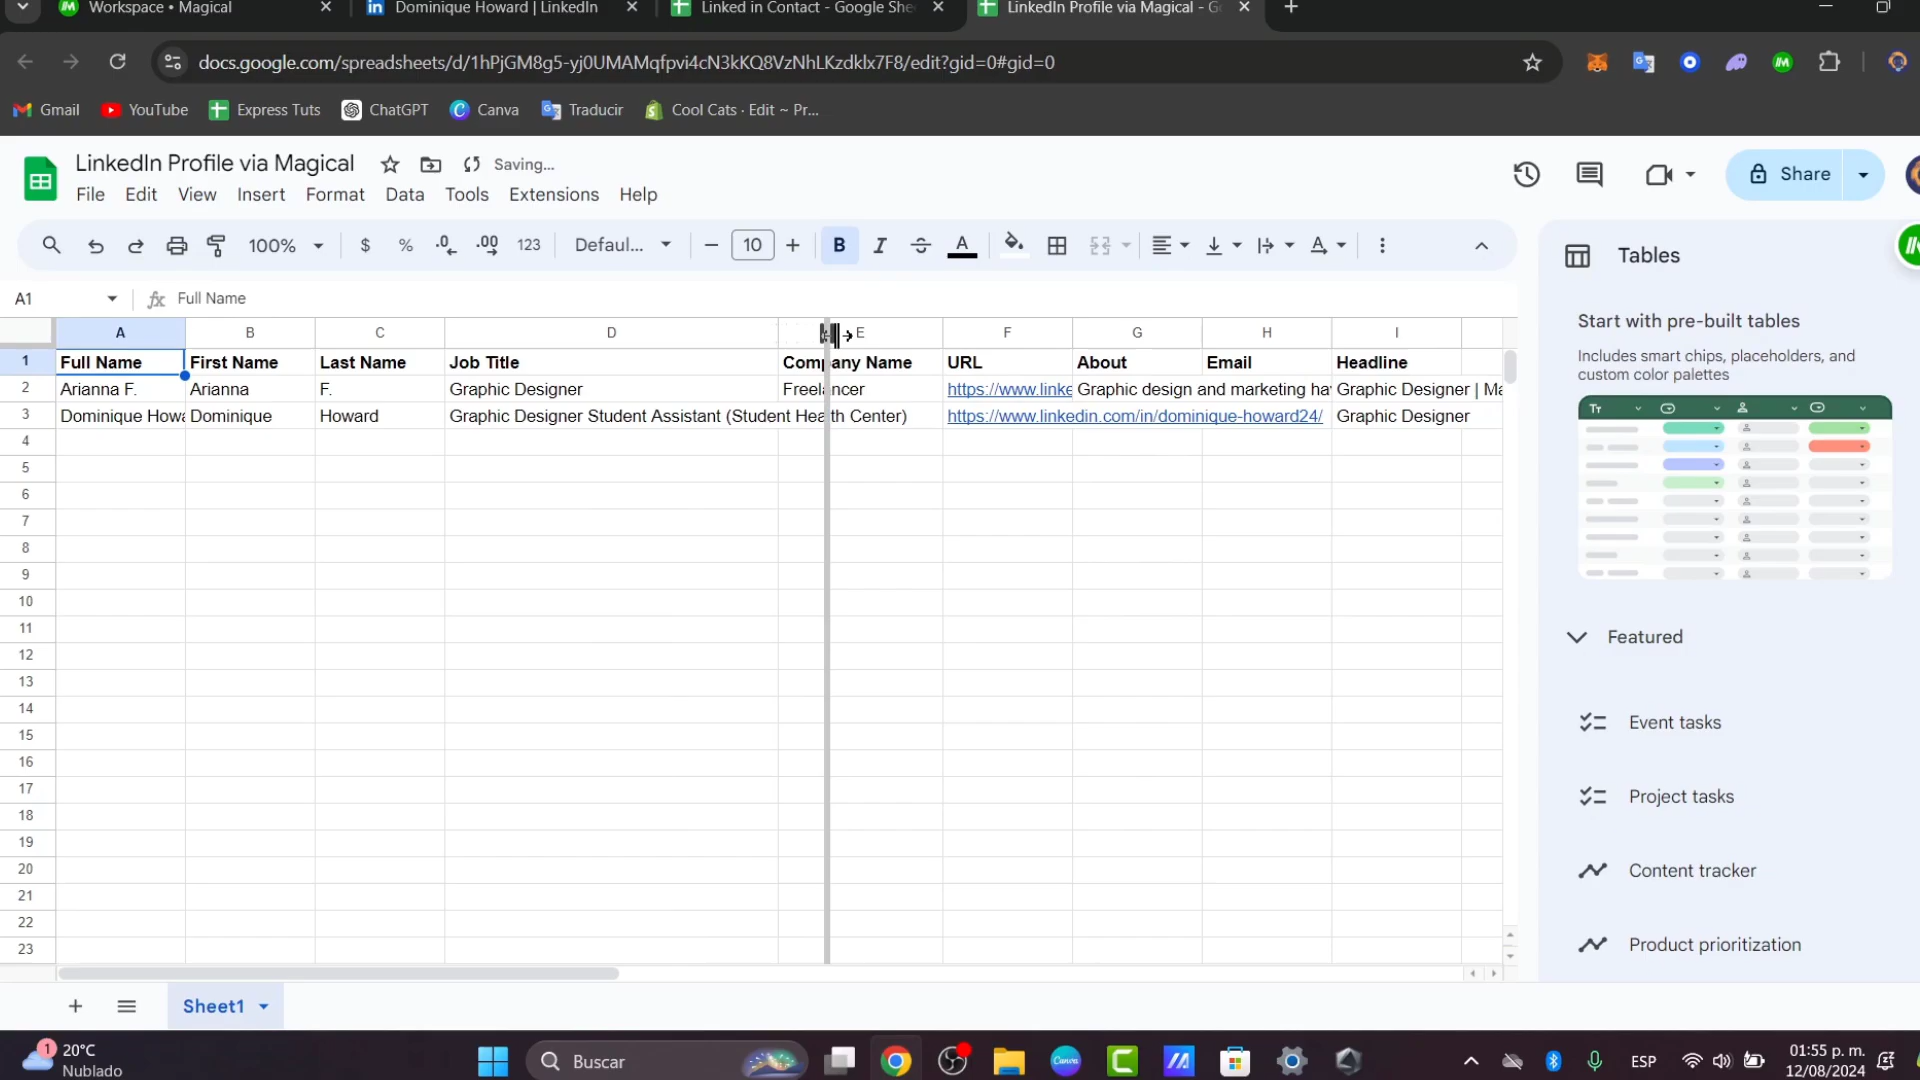 Workspace • Magical
Dominique Howard | LinkedIn
Linked in Contact - Google She
LinkedIn Profile via Magical - G
docs.google.com/spreadsheets/d/1hPjGM8g5-yj0UMAMqfpvi4cN3kKQ8VzNhLKzdklx7F8/edit?gid=0#gid=0
Gmail YouTube Express Tuts ChatGPT Canva Traducir Cool Cats · Edit ~ Pr...
LinkedIn Profile via Magical Saving...
File Edit View Insert Format Data Tools Extensions Help
Share
100% $ % .0 .00 123 Defaul... 10 B I S A
Tables
A1 fx Full Name
Start with pre-built tables
Includes smart chips, placeholders, and
custom color palettes
A B C D E F G H I
1 Full Name First Name Last Name Job Title Company Name URL About Email Headline
2 Arianna F. Arianna F. Graphic Designer Freelancer https://www.linke Graphic design and marketing ha Graphic Designer | Ma
3 Dominique Howa Dominique Howard Graphic Designer Student Assistant (Student Health Center) https://www.linkedin.com/in/dominique-howard24/ Graphic Designer
4
5
6
7
8
9
10
11
12
13
14
15
16
17
18
19
20
21
22
23
Featured
Event tasks
Project tasks
Content tracker
Product prioritization
Sheet1
1
20°C
Nublado
Buscar
Canva
ESP
01:55 p. m.
12/08/2024